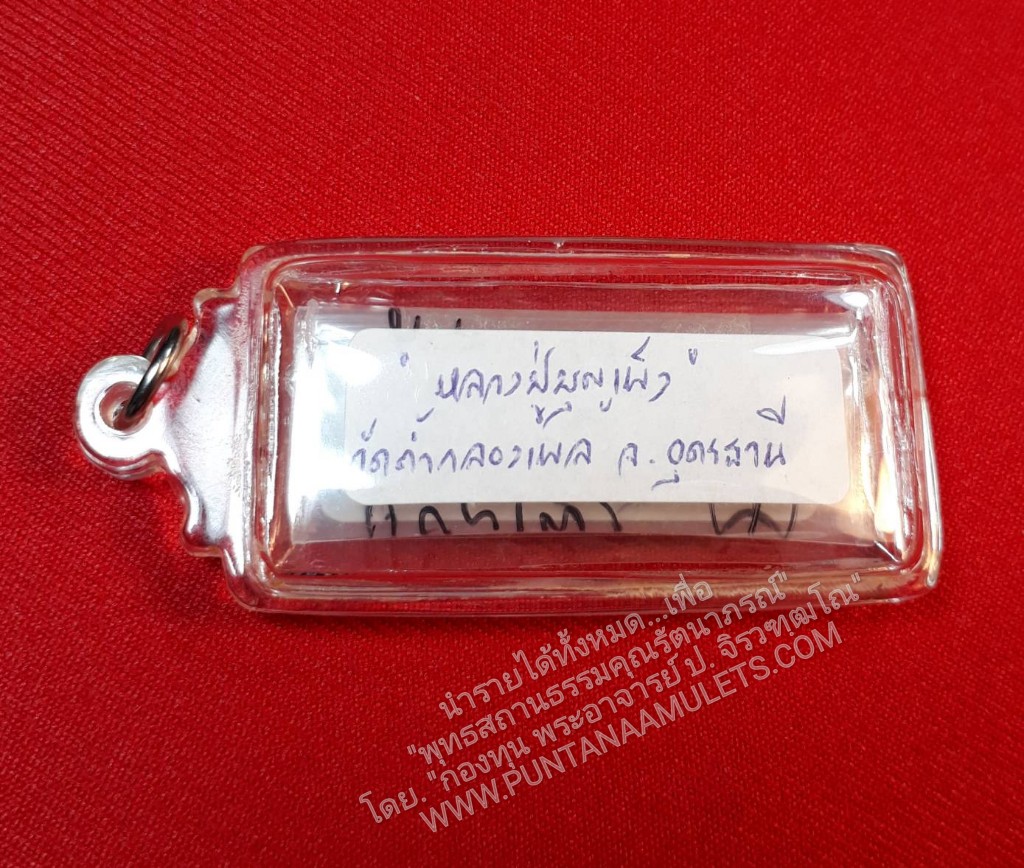 "หลวงปู่บุญเพ็ง"
วัดถ้ำกลองเพล จ.อุดรธานี
นำรายได้ทั้งหมด...เพื่อ
"พุทธสถานธรรมคุณรัตนาภรณ์"
โดย. "กองทุน พระอาจารย์ ป. จิรวฑฺฒโณ"
WWW.PUNTANAAMULETS.COM